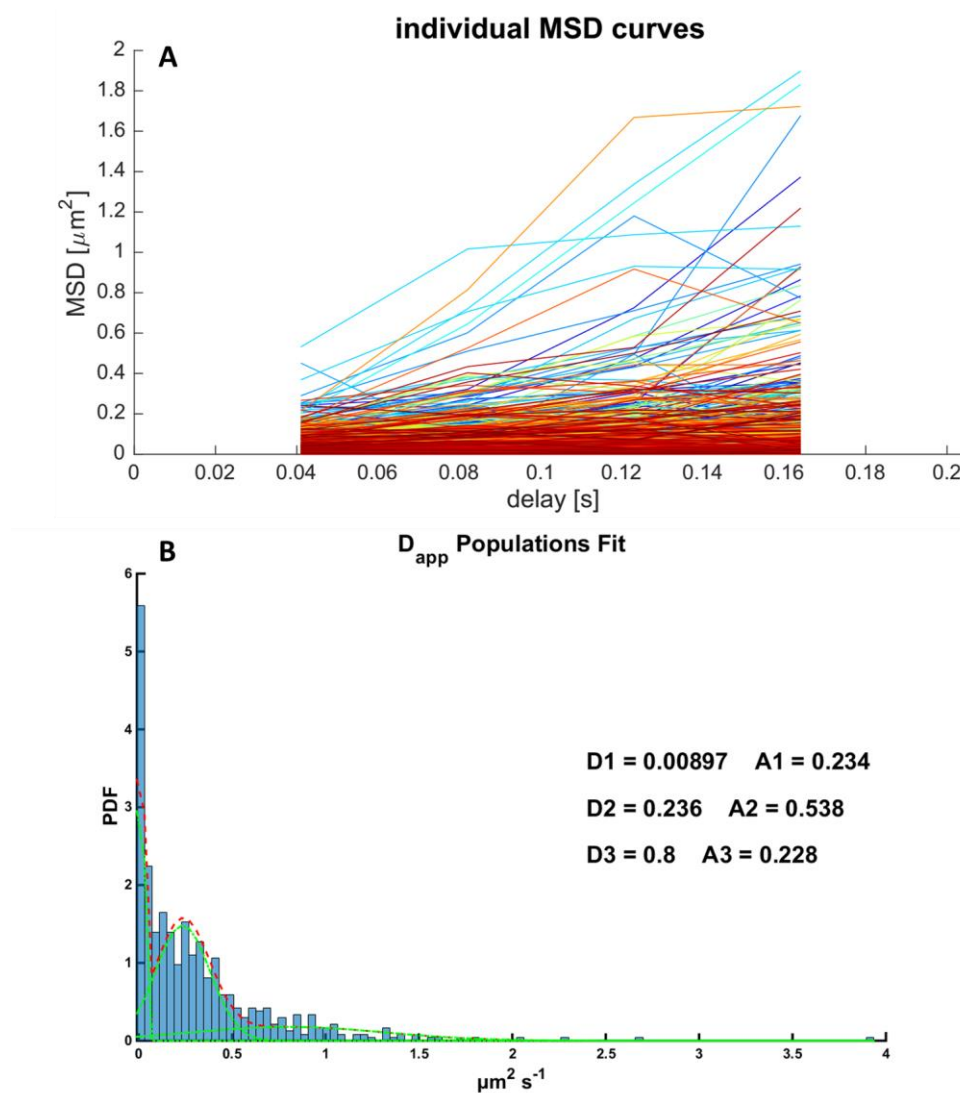 individual MSD curves
A
2
1.8
1.6
1.4
1.2
1
0.8
0.6
0.4
0.2
0
MSD [μm²]
0 0.02 0.04 0.06 0.08 0.1 0.12 0.14 0.16 0.18 0.2
delay [s]
B
D_app Populations Fit
6
5
4
3
2
1
0
PDF
D1 = 0.00897 A1 = 0.234
D2 = 0.236 A2 = 0.538
D3 = 0.8 A3 = 0.228
0 0.5 1 1.5 2 2.5 3 3.5 4
μm² s⁻¹